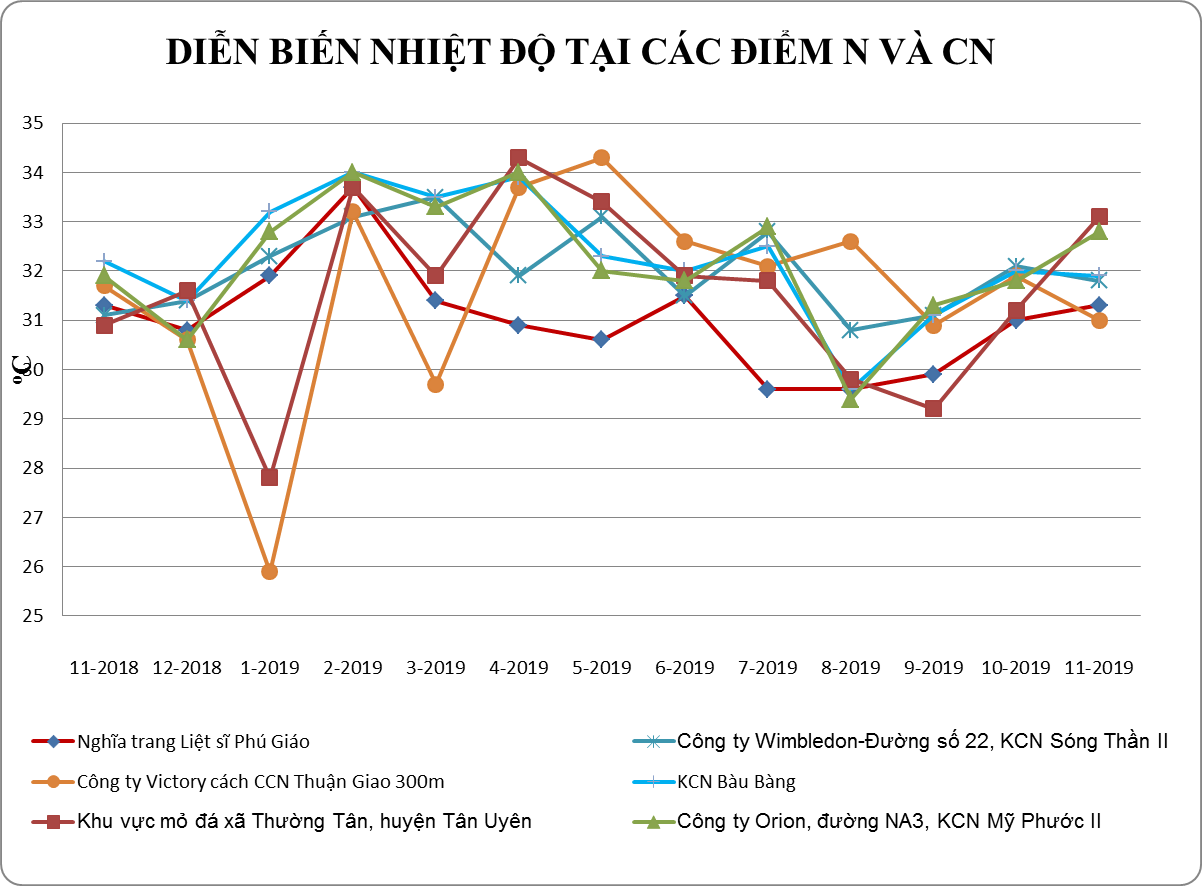 DIỄN BIẾN NHIỆT ĐỘ TẠI CÁC ĐIỂM N VÀ CN
35
34
33
32
31
30
29
28
27
26
25
ºC
11-2018 12-2018 1-2019 2-2019 3-2019 4-2019 5-2019 6-2019 7-2019 8-2019 9-2019 10-2019 11-2019
Nghĩa trang Liệt sĩ Phú Giáo
Công ty Wimbledon-Đường số 22, KCN Sóng Thần II
Công ty Victory cách CCN Thuận Giao 300m
KCN Bàu Bàng
Khu vực mỏ đá xã Thường Tân, huyện Tân Uyên
Công ty Orion, đường NA3, KCN Mỹ Phước II